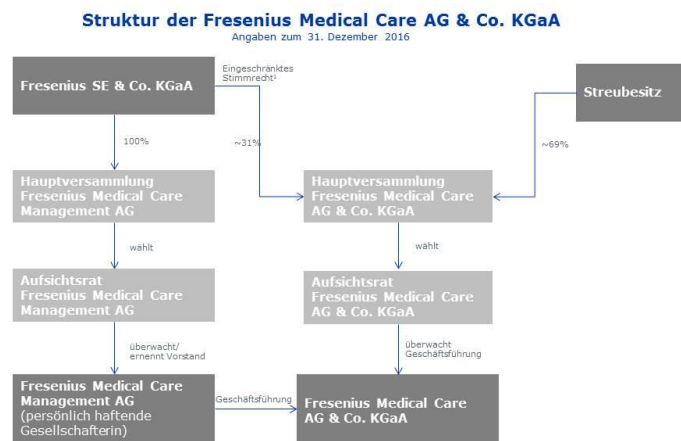 Struktur der Fresenius Medical Care AG & Co. KGaA
Angaben zum 31. Dezember 2016
Fresenius SE & Co. KGaA
Eingeschränktes
Stimmrecht¹
Streubesitz
100%
~31%
~69%
Hauptversammlung
Fresenius Medical Care
Management AG
Hauptversammlung
Fresenius Medical Care
AG & Co. KGaA
wählt
wählt
Aufsichtsrat
Fresenius Medical Care
Management AG
Aufsichtsrat
Fresenius Medical Care
AG & Co. KGaA
überwacht/
ernennt Vorstand
überwacht
Geschäftsführung
Fresenius Medical Care
Management AG
(persönlich haftende
Gesellschafterin)
Geschäftsführung
Fresenius Medical Care
AG & Co. KGaA